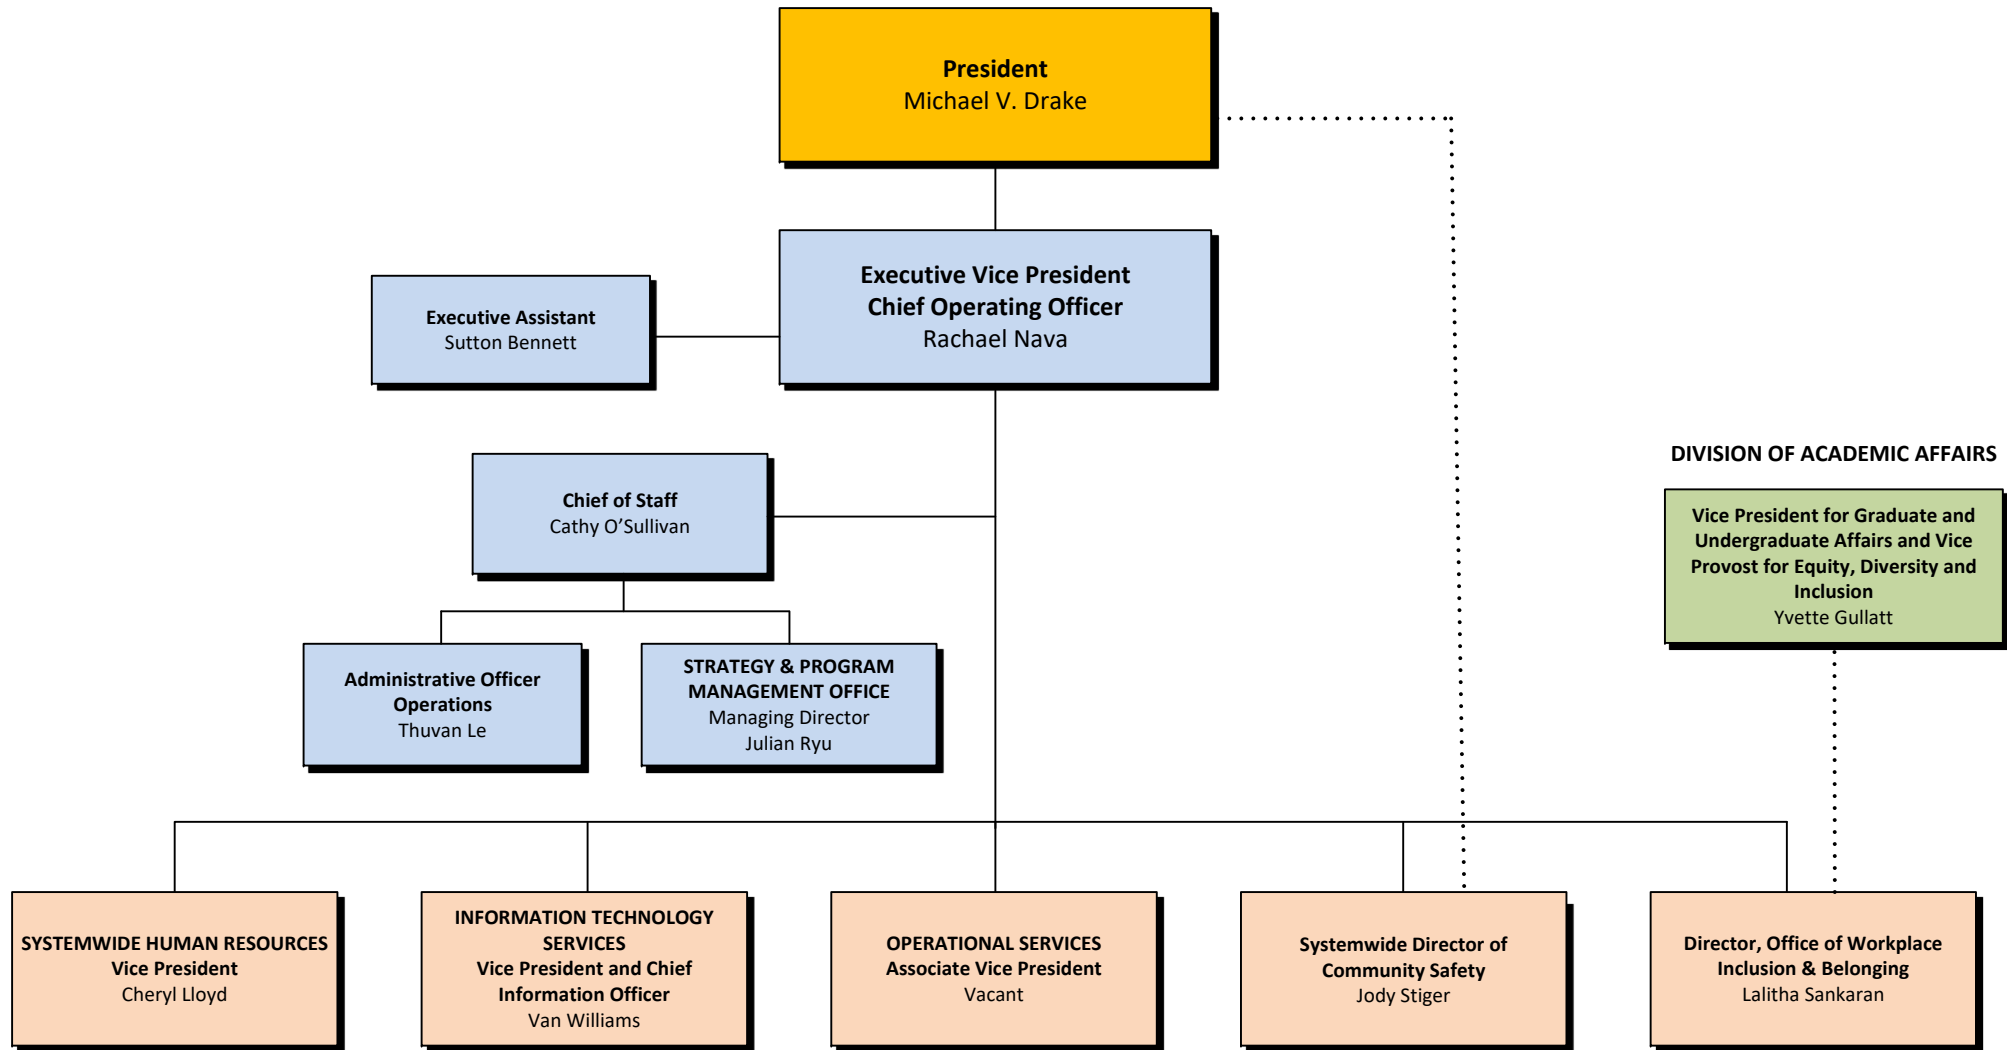 President
Michael V. Drake
Executive Vice President
Chief Operating Officer
Rachael Nava
Executive Assistant
Sutton Bennett
Chief of Staff
Cathy O’Sullivan
DIVISION OF ACADEMIC AFFAIRS
Vice President for Graduate and
Undergraduate Affairs and Vice
Provost for Equity, Diversity and
Inclusion
Yvette Gullatt
Administrative Officer
Operations
Thuvan Le
STRATEGY & PROGRAM
MANAGEMENT OFFICE
Managing Director
Julian Ryu
SYSTEMWIDE HUMAN RESOURCES
Vice President
Cheryl Lloyd
INFORMATION TECHNOLOGY
SERVICES
Vice President and Chief
Information Officer
Van Williams
OPERATIONAL SERVICES
Associate Vice President
Vacant
Systemwide Director of
Community Safety
Jody Stiger
Director, Office of Workplace
Inclusion & Belonging
Lalitha Sankaran